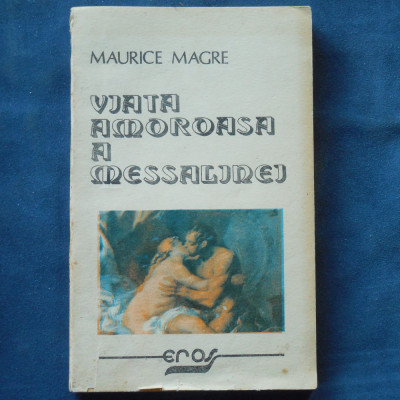 MAURICE MAGRE
VIATA
AMOROASA
A
MESSALINEI
EROS